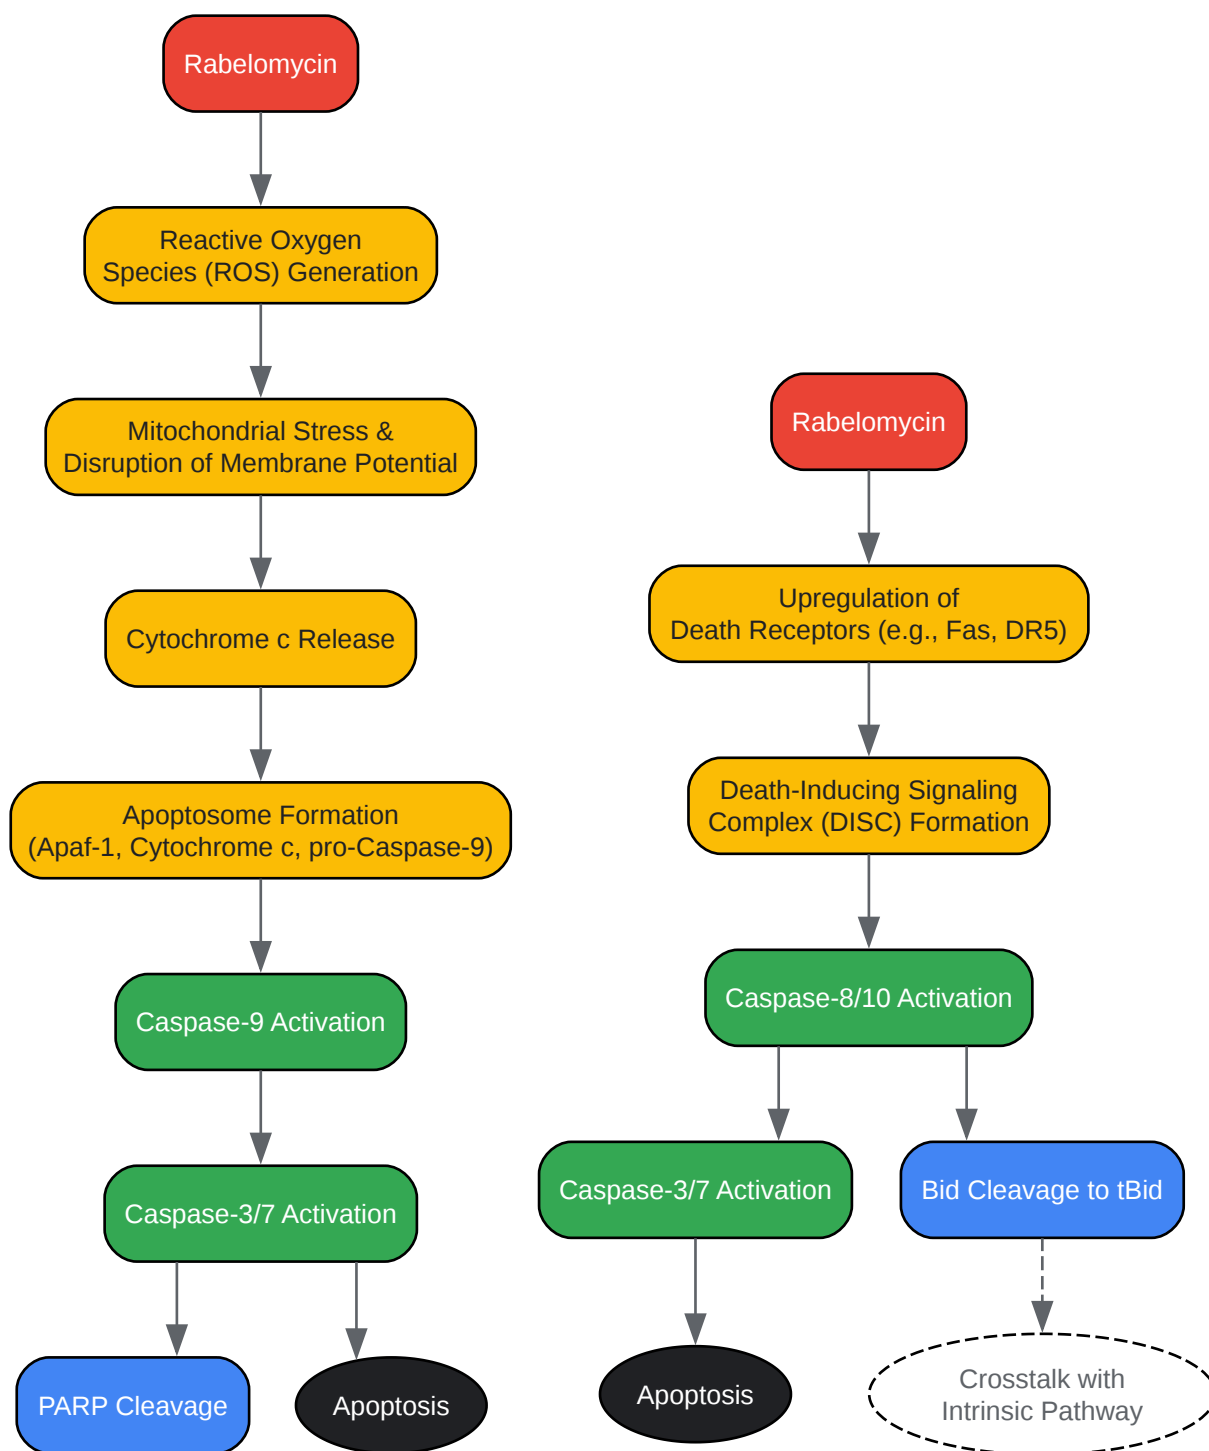 Rabelomycin
Reactive Oxygen
Species (ROS) Generation
Mitochondrial Stress &
Disruption of Membrane Potential
Cytochrome c Release
Apoptosome Formation
(Apaf-1, Cytochrome c, pro-Caspase-9)
Caspase-9 Activation
Caspase-3/7 Activation
PARP Cleavage
Apoptosis
Rabelomycin
Upregulation of
Death Receptors (e.g., Fas, DR5)
Death-Inducing Signaling
Complex (DISC) Formation
Caspase-8/10 Activation
Caspase-3/7 Activation
Bid Cleavage to tBid
Apoptosis
Crosstalk with
Intrinsic Pathway